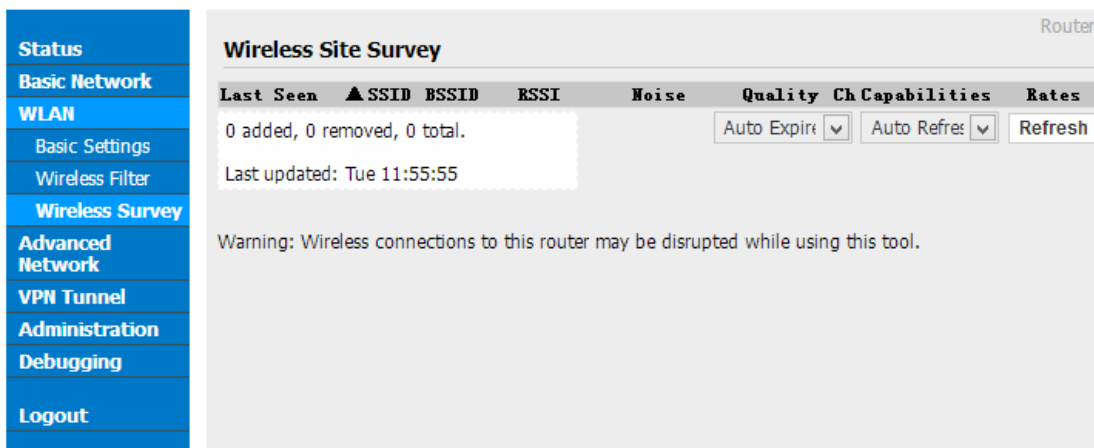 Router
Status
Basic Network
WLAN
Basic Settings
Wireless Filter
Wireless Survey
Advanced
Network
VPN Tunnel
Administration
Debugging
Logout
Wireless Site Survey
Last Seen ▲SSID BSSID RSSI Noise Quality Ch Capabilities Rates
0 added, 0 removed, 0 total.
Last updated: Tue 11:55:55
Auto Expire Auto Refres Refresh
Warning: Wireless connections to this router may be disrupted while using this tool.